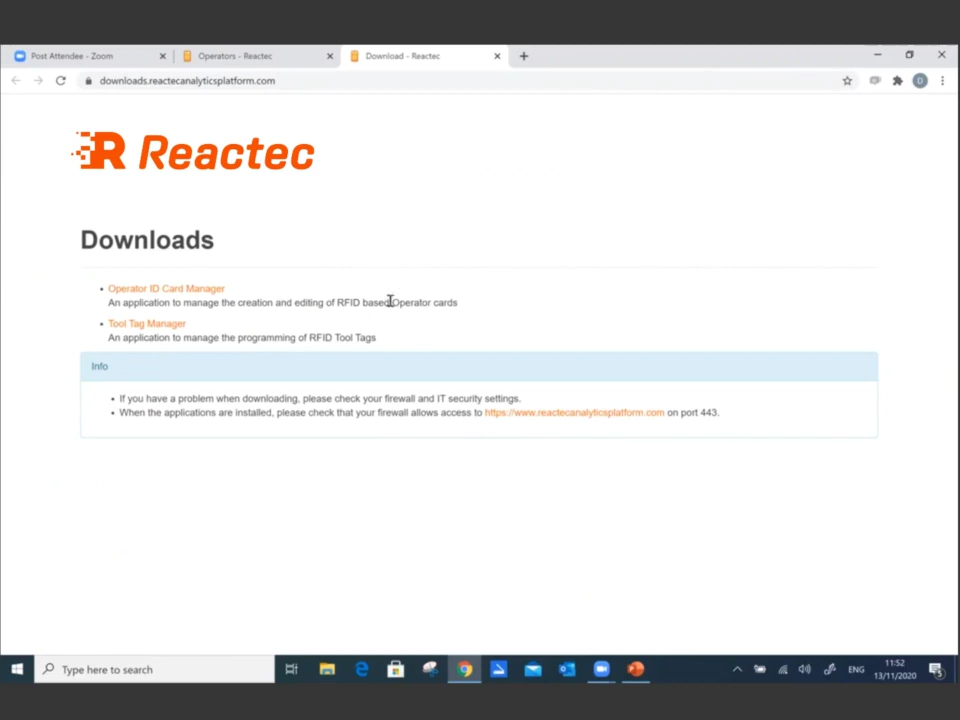 Post Attendee - Zoom
Operators - Reactec
Download - Reactec
downloads.reactecanalyticsplatform.com
D
R Reactec
Downloads
• Operator ID Card Manager
An application to manage the creation and editing of RFID based Operator cards
• Tool Tag Manager
An application to manage the programming of RFID Tool Tags
Info
• If you have a problem when downloading, please check your firewall and IT security settings.
• When the applications are installed, please check that your firewall allows access to https://www.reactecanalyticsplatform.com on port 443.
Type here to search
ENG
11:52
13/11/2020
5